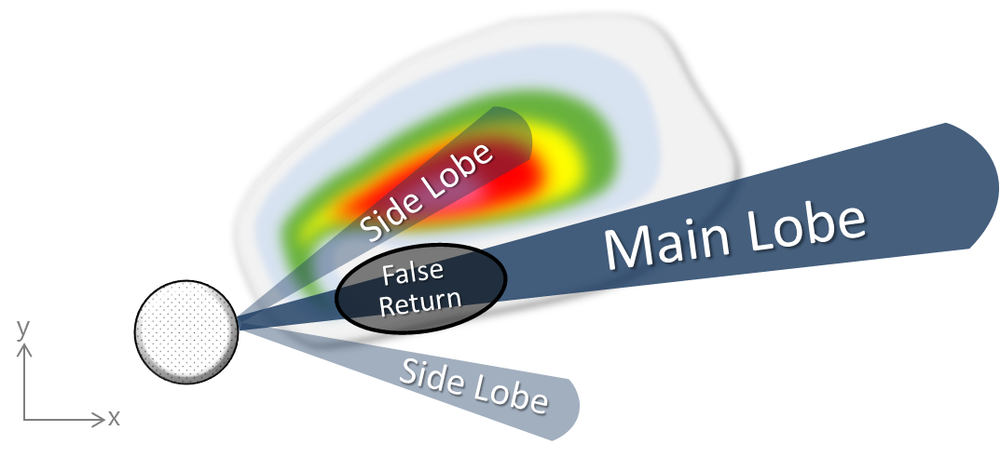 Side Lobe
Main Lobe
False
Return
Side Lobe
y
x